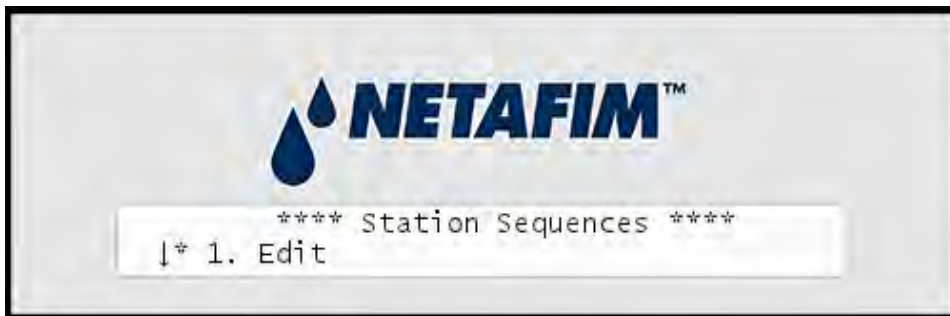 NETAFIM™
**** Station Sequences ****
↓* 1. Edit